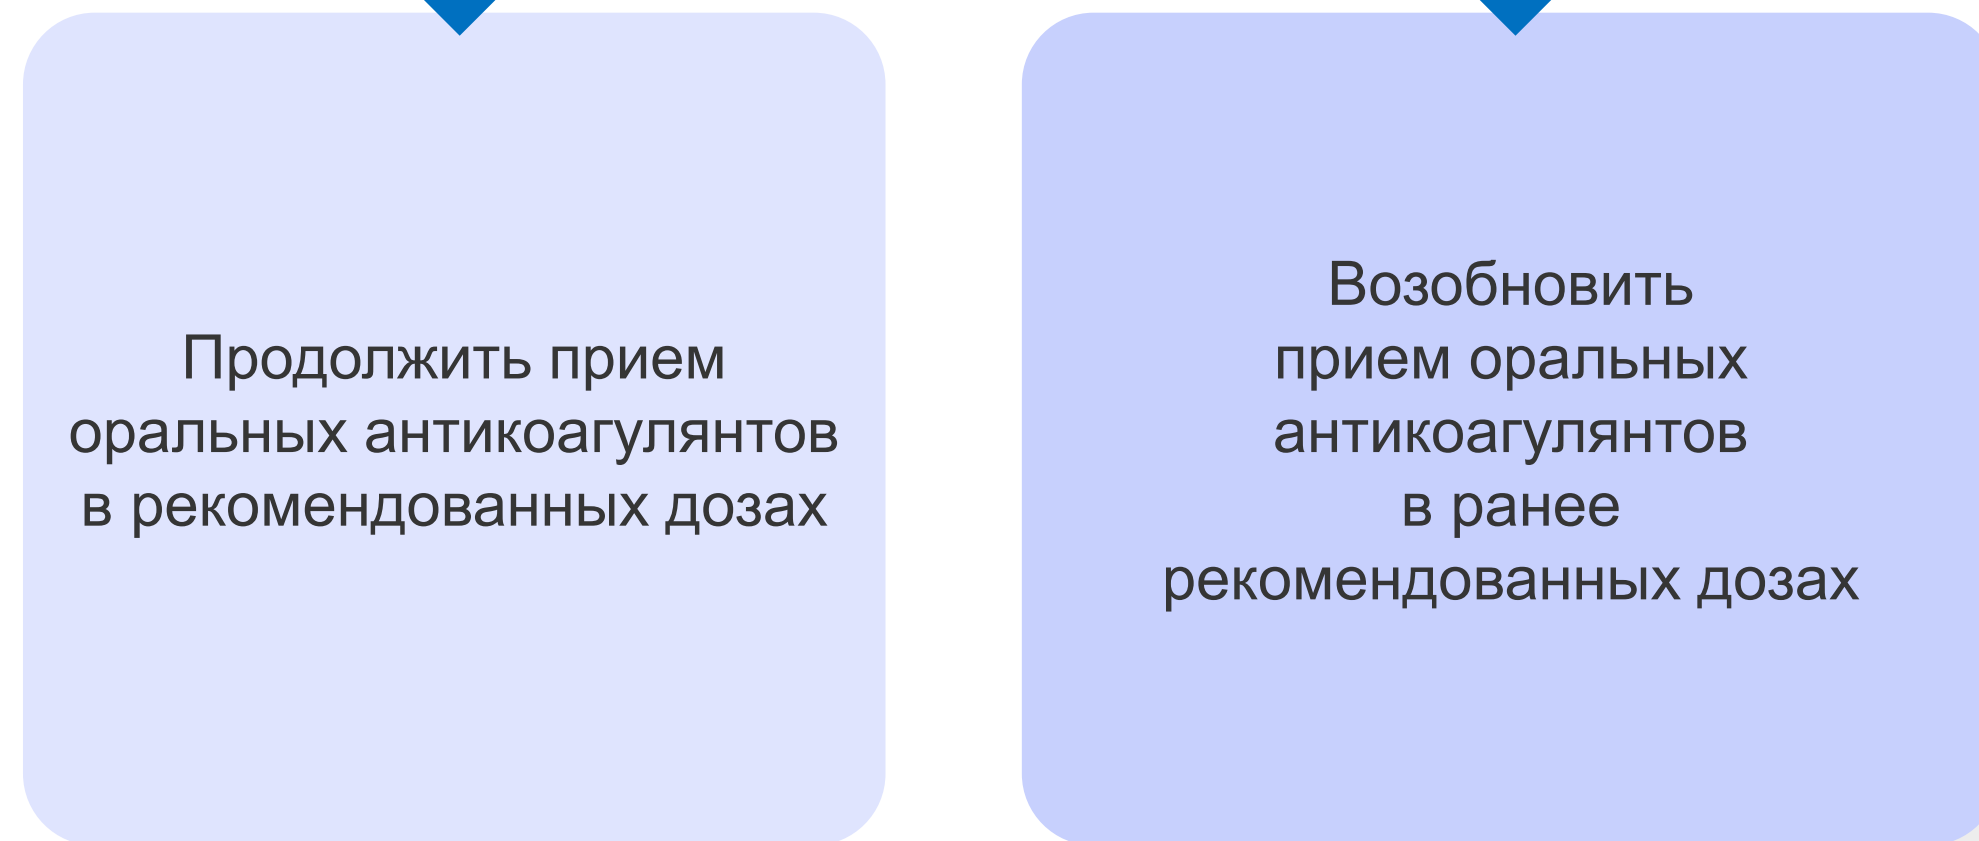 Продолжить прием
оральных антикоагулянтов
в рекомендованных дозах
Возобновить
прием оральных
антикоагулянтов
в ранее
рекомендованных дозах